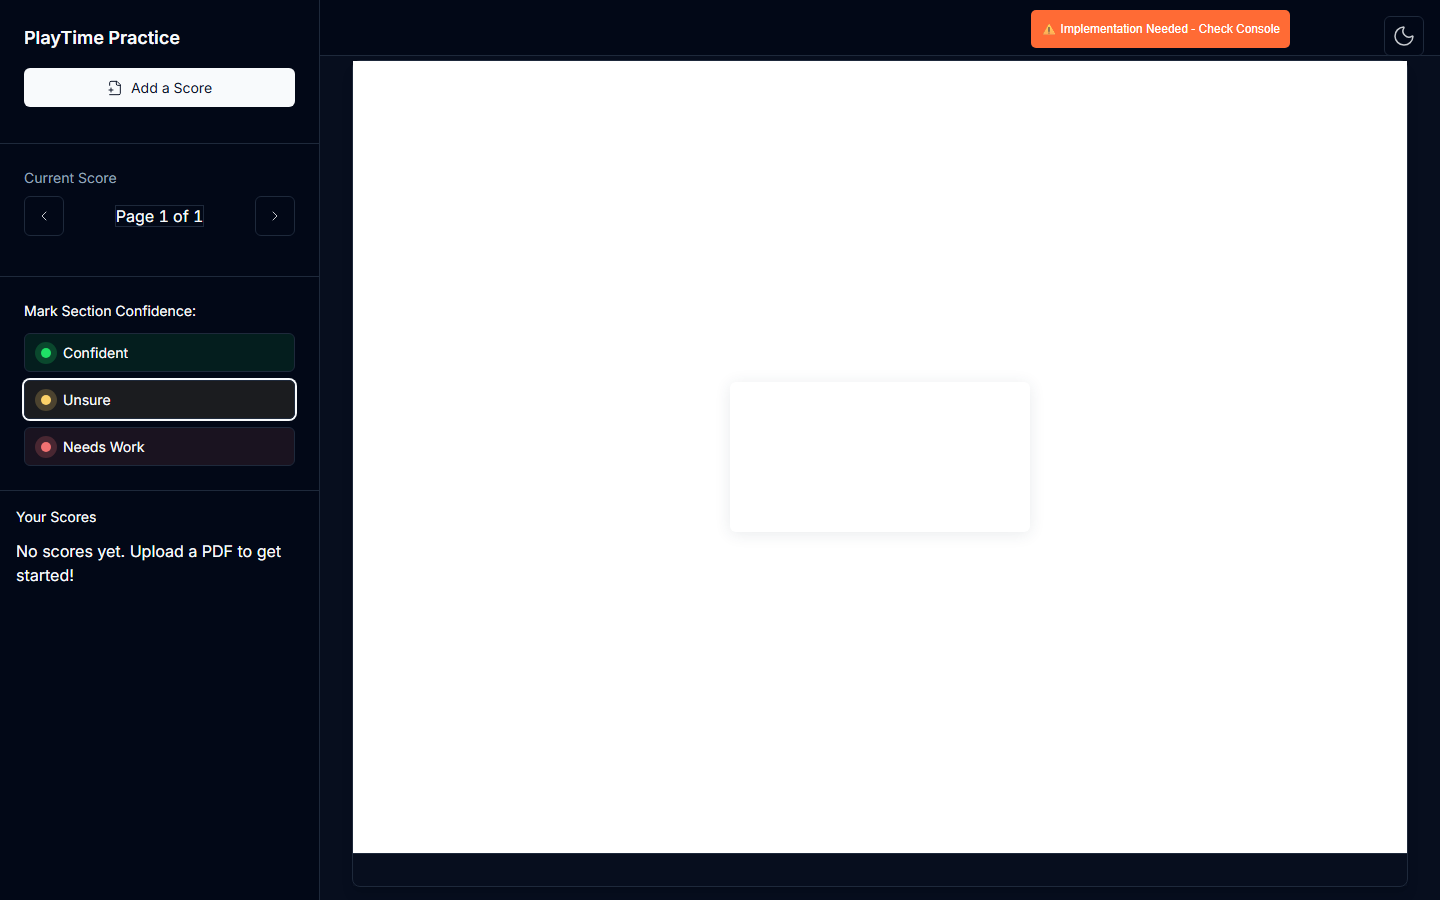 PlayTime Practice
Add a Score
Current Score
Page 1 of 1
Mark Section Confidence:
Confident
Unsure
Needs Work
Your Scores
No scores yet. Upload a PDF to get
started!
⚠️ Implementation Needed - Check Console